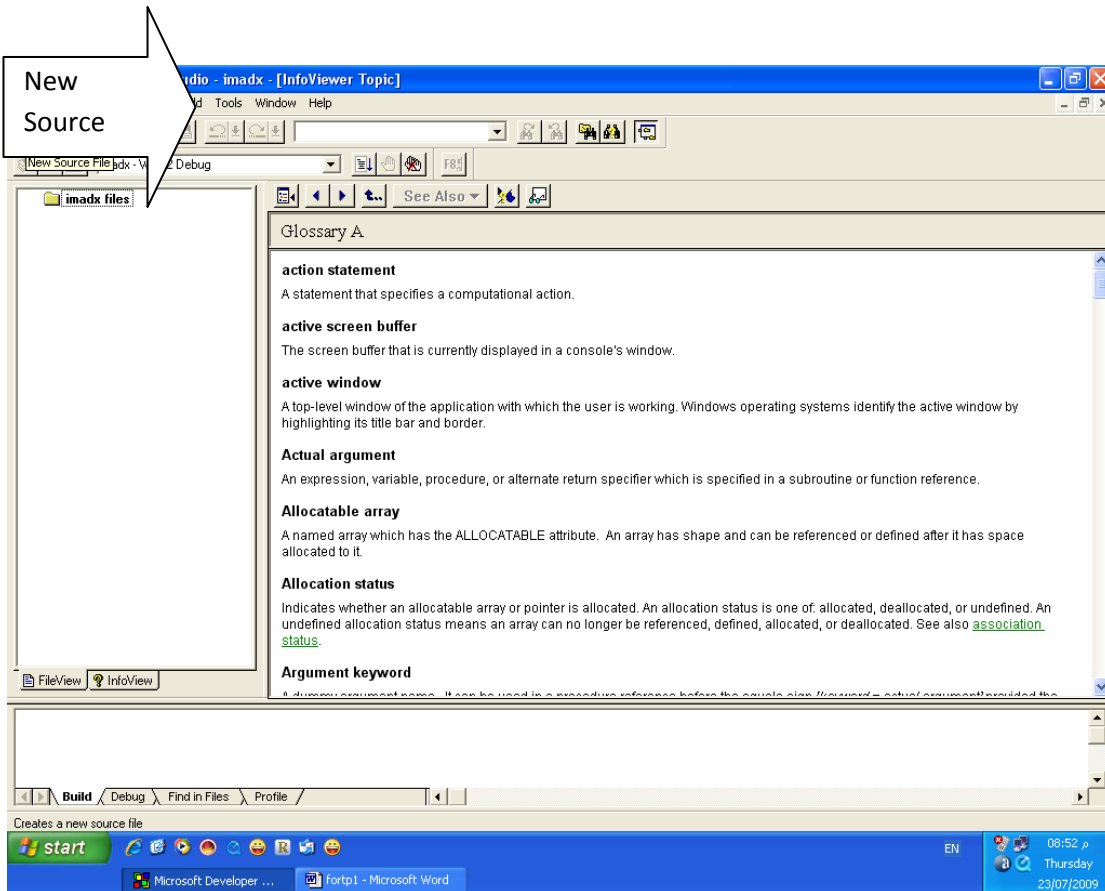 New
Source
dio - imadx - [InfoViewer Topic]
d Tools Window Help
New Source File
adx - W 2 Debug
imadx files
See Also
Glossary A
action statement
A statement that specifies a computational action.
active screen buffer
The screen buffer that is currently displayed in a console's window.
active window
A top-level window of the application with which the user is working. Windows operating systems identify the active window by
highlighting its title bar and border.
Actual argument
An expression, variable, procedure, or alternate return specifier which is specified in a subroutine or function reference.
Allocatable array
A named array which has the ALLOCATABLE attribute. An array has shape and can be referenced or defined after it has space
allocated to it.
Allocation status
Indicates whether an allocatable array or pointer is allocated. An allocation status is one of: allocated, deallocated, or undefined. An
undefined allocation status means an array can no longer be referenced, defined, allocated, or deallocated. See also association
status.
Argument keyword
FileView InfoView
Build Debug Find in Files Profile
Creates a new source file
start
EN
08:52 م
Thursday
23/07/2009
Microsoft Developer ...
fortp1 - Microsoft Word